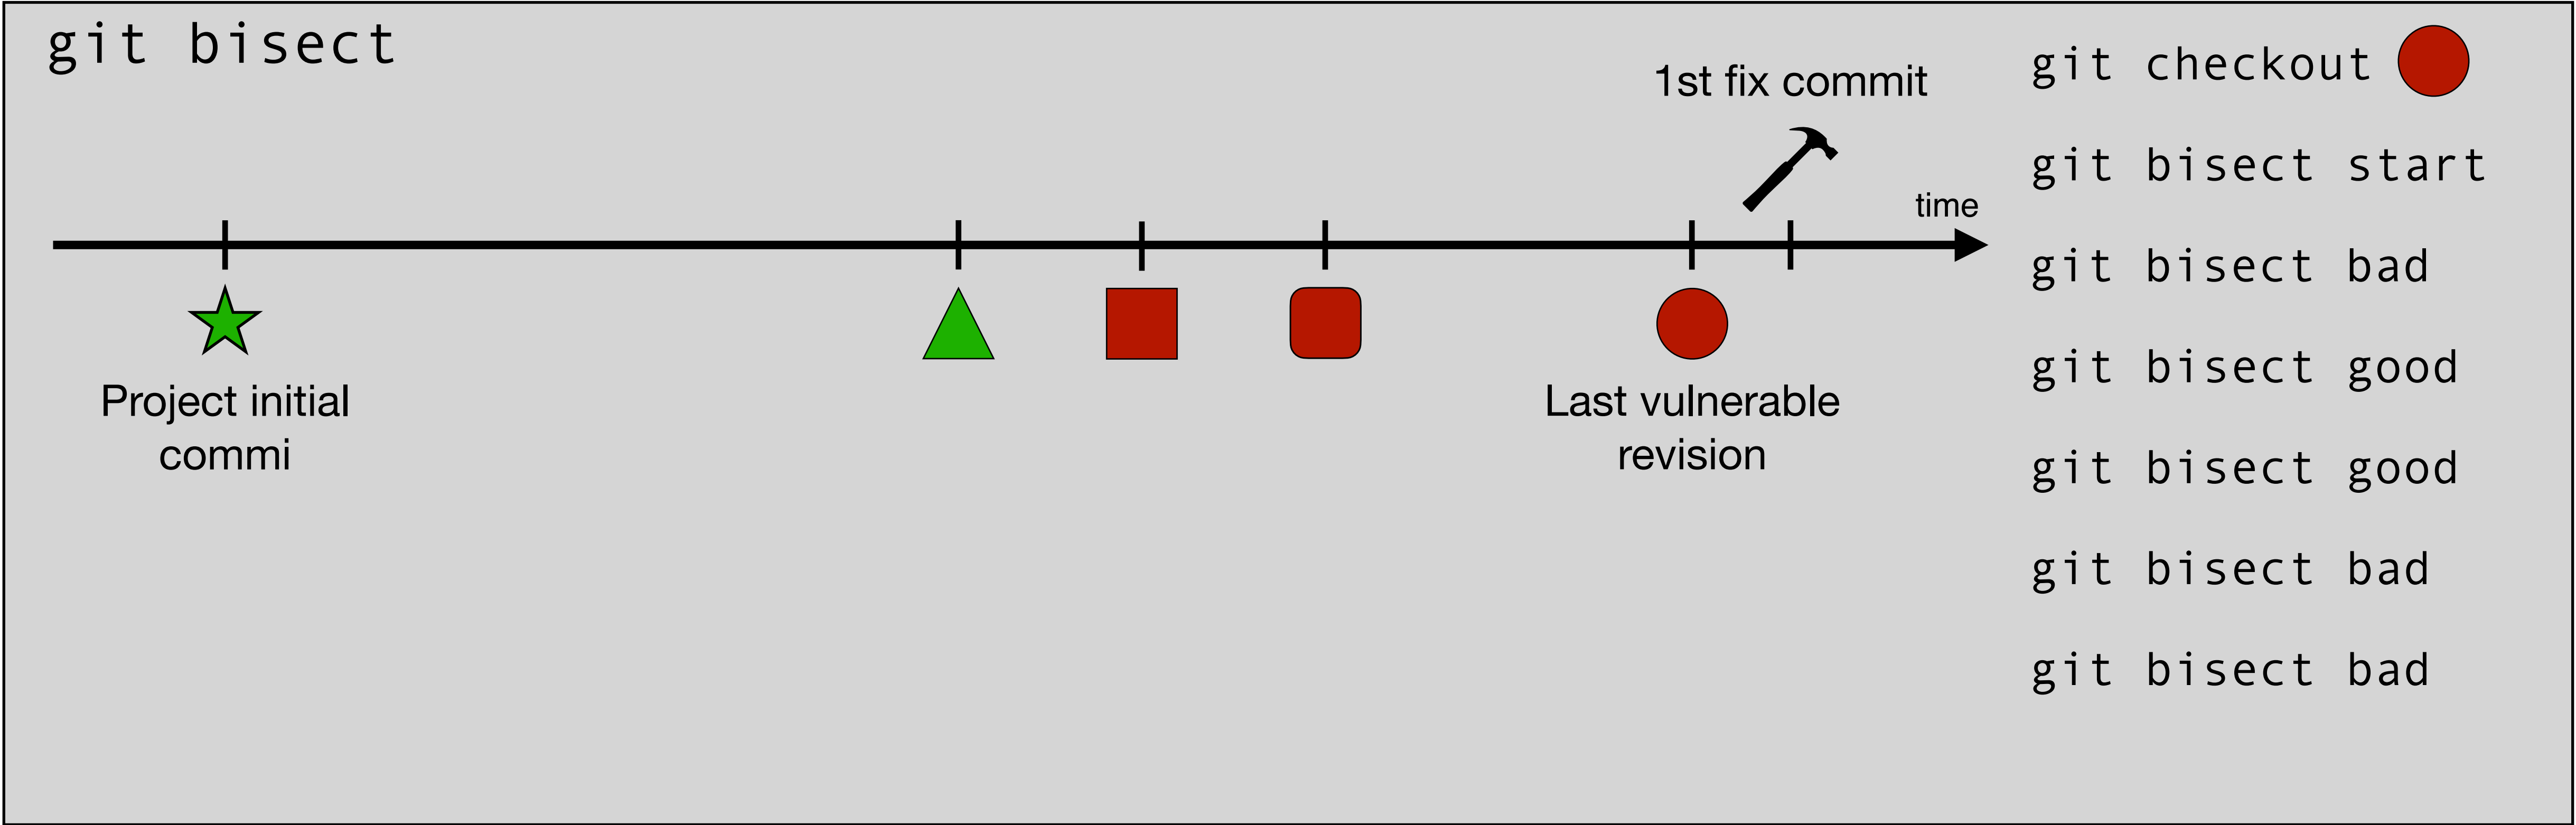 git bisect
1st fix commit
time
Project initial
commi
Last vulnerable
revision
git checkout
git bisect start
git bisect bad
git bisect good
git bisect good
git bisect bad
git bisect bad